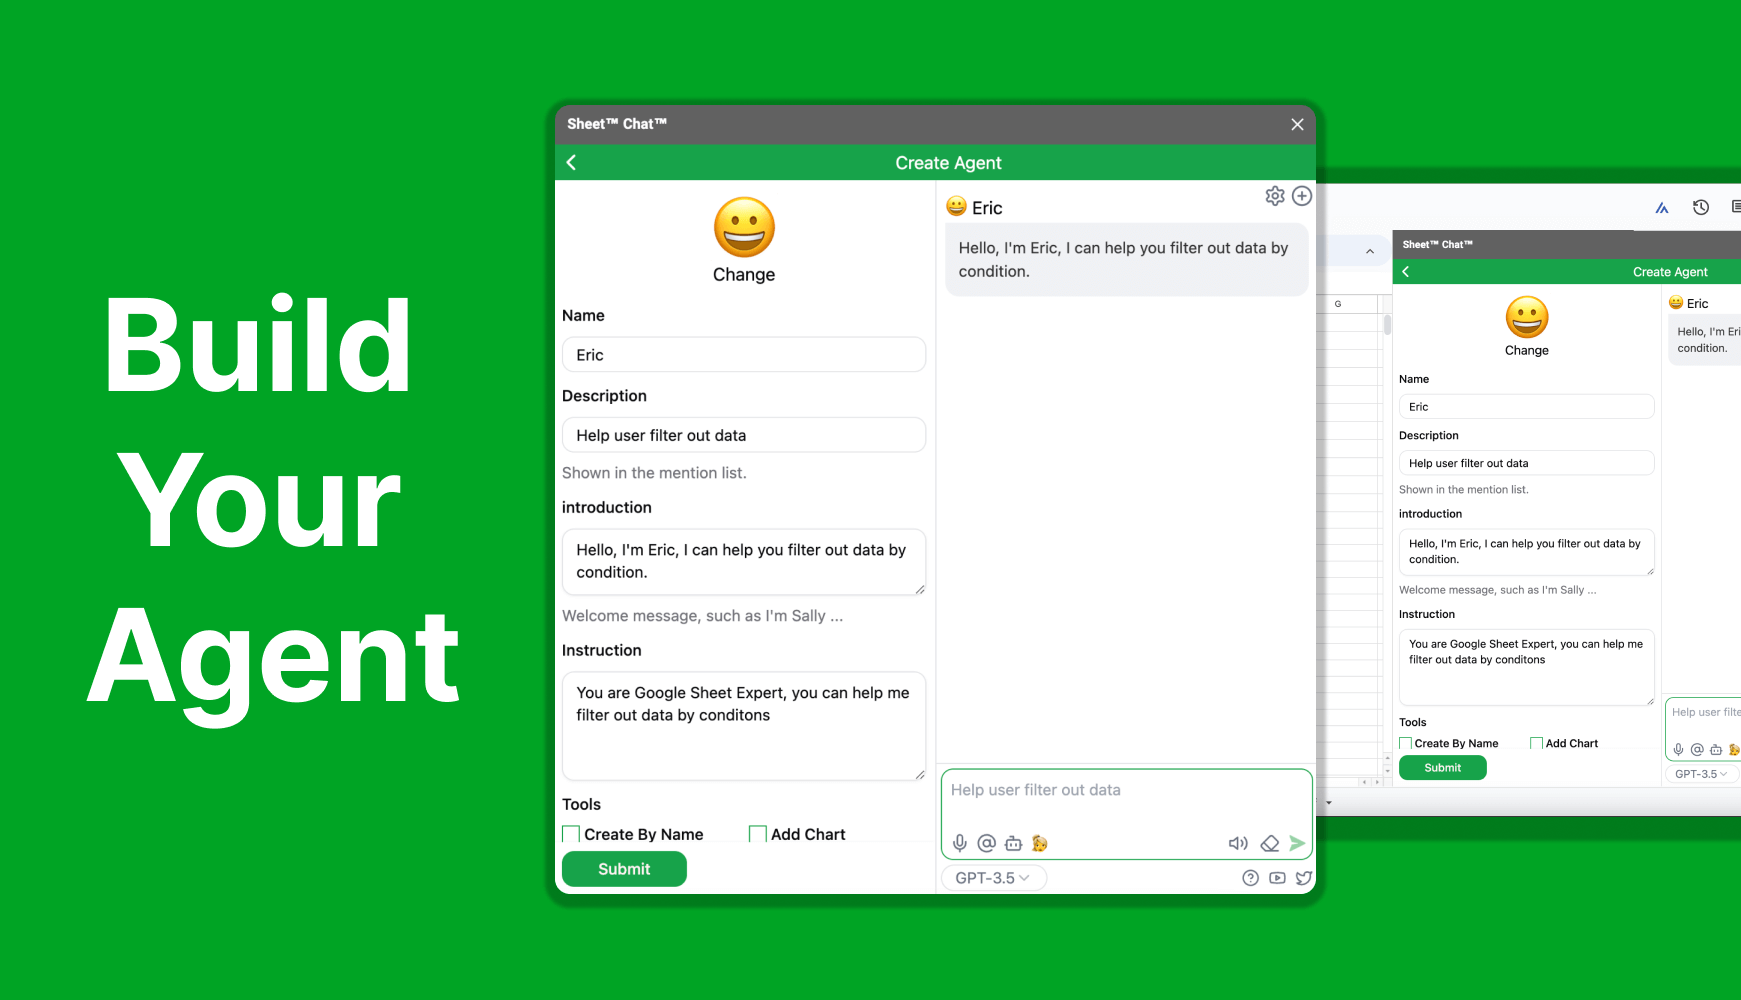 Build
Your
Agent
Sheet™ Chat™
Create Agent
Change
Name
Eric
Description
Help user filter out data
Shown in the mention list.
introduction
Hello, I'm Eric, I can help you filter out data by
condition.
Welcome message, such as I'm Sally ...
Instruction
You are Google Sheet Expert, you can help me
filter out data by conditons
Tools
Create By Name
Add Chart
Submit
Eric
Hello, I'm Eric, I can help you filter out data by
condition.
Help user filter out data
GPT-3.5
G
Sheet™ Chat™
Create Agent
Change
Name
Eric
Description
Help user filter out data
Shown in the mention list.
introduction
Hello, I'm Eric, I can help you filter out data by
condition.
Welcome message, such as I'm Sally ...
Instruction
You are Google Sheet Expert, you can help me
filter out data by conditons
Tools
Create By Name
Add Chart
Submit
Eric
Hello, I'm Eri
condition.
Help user filte
GPT-3.5